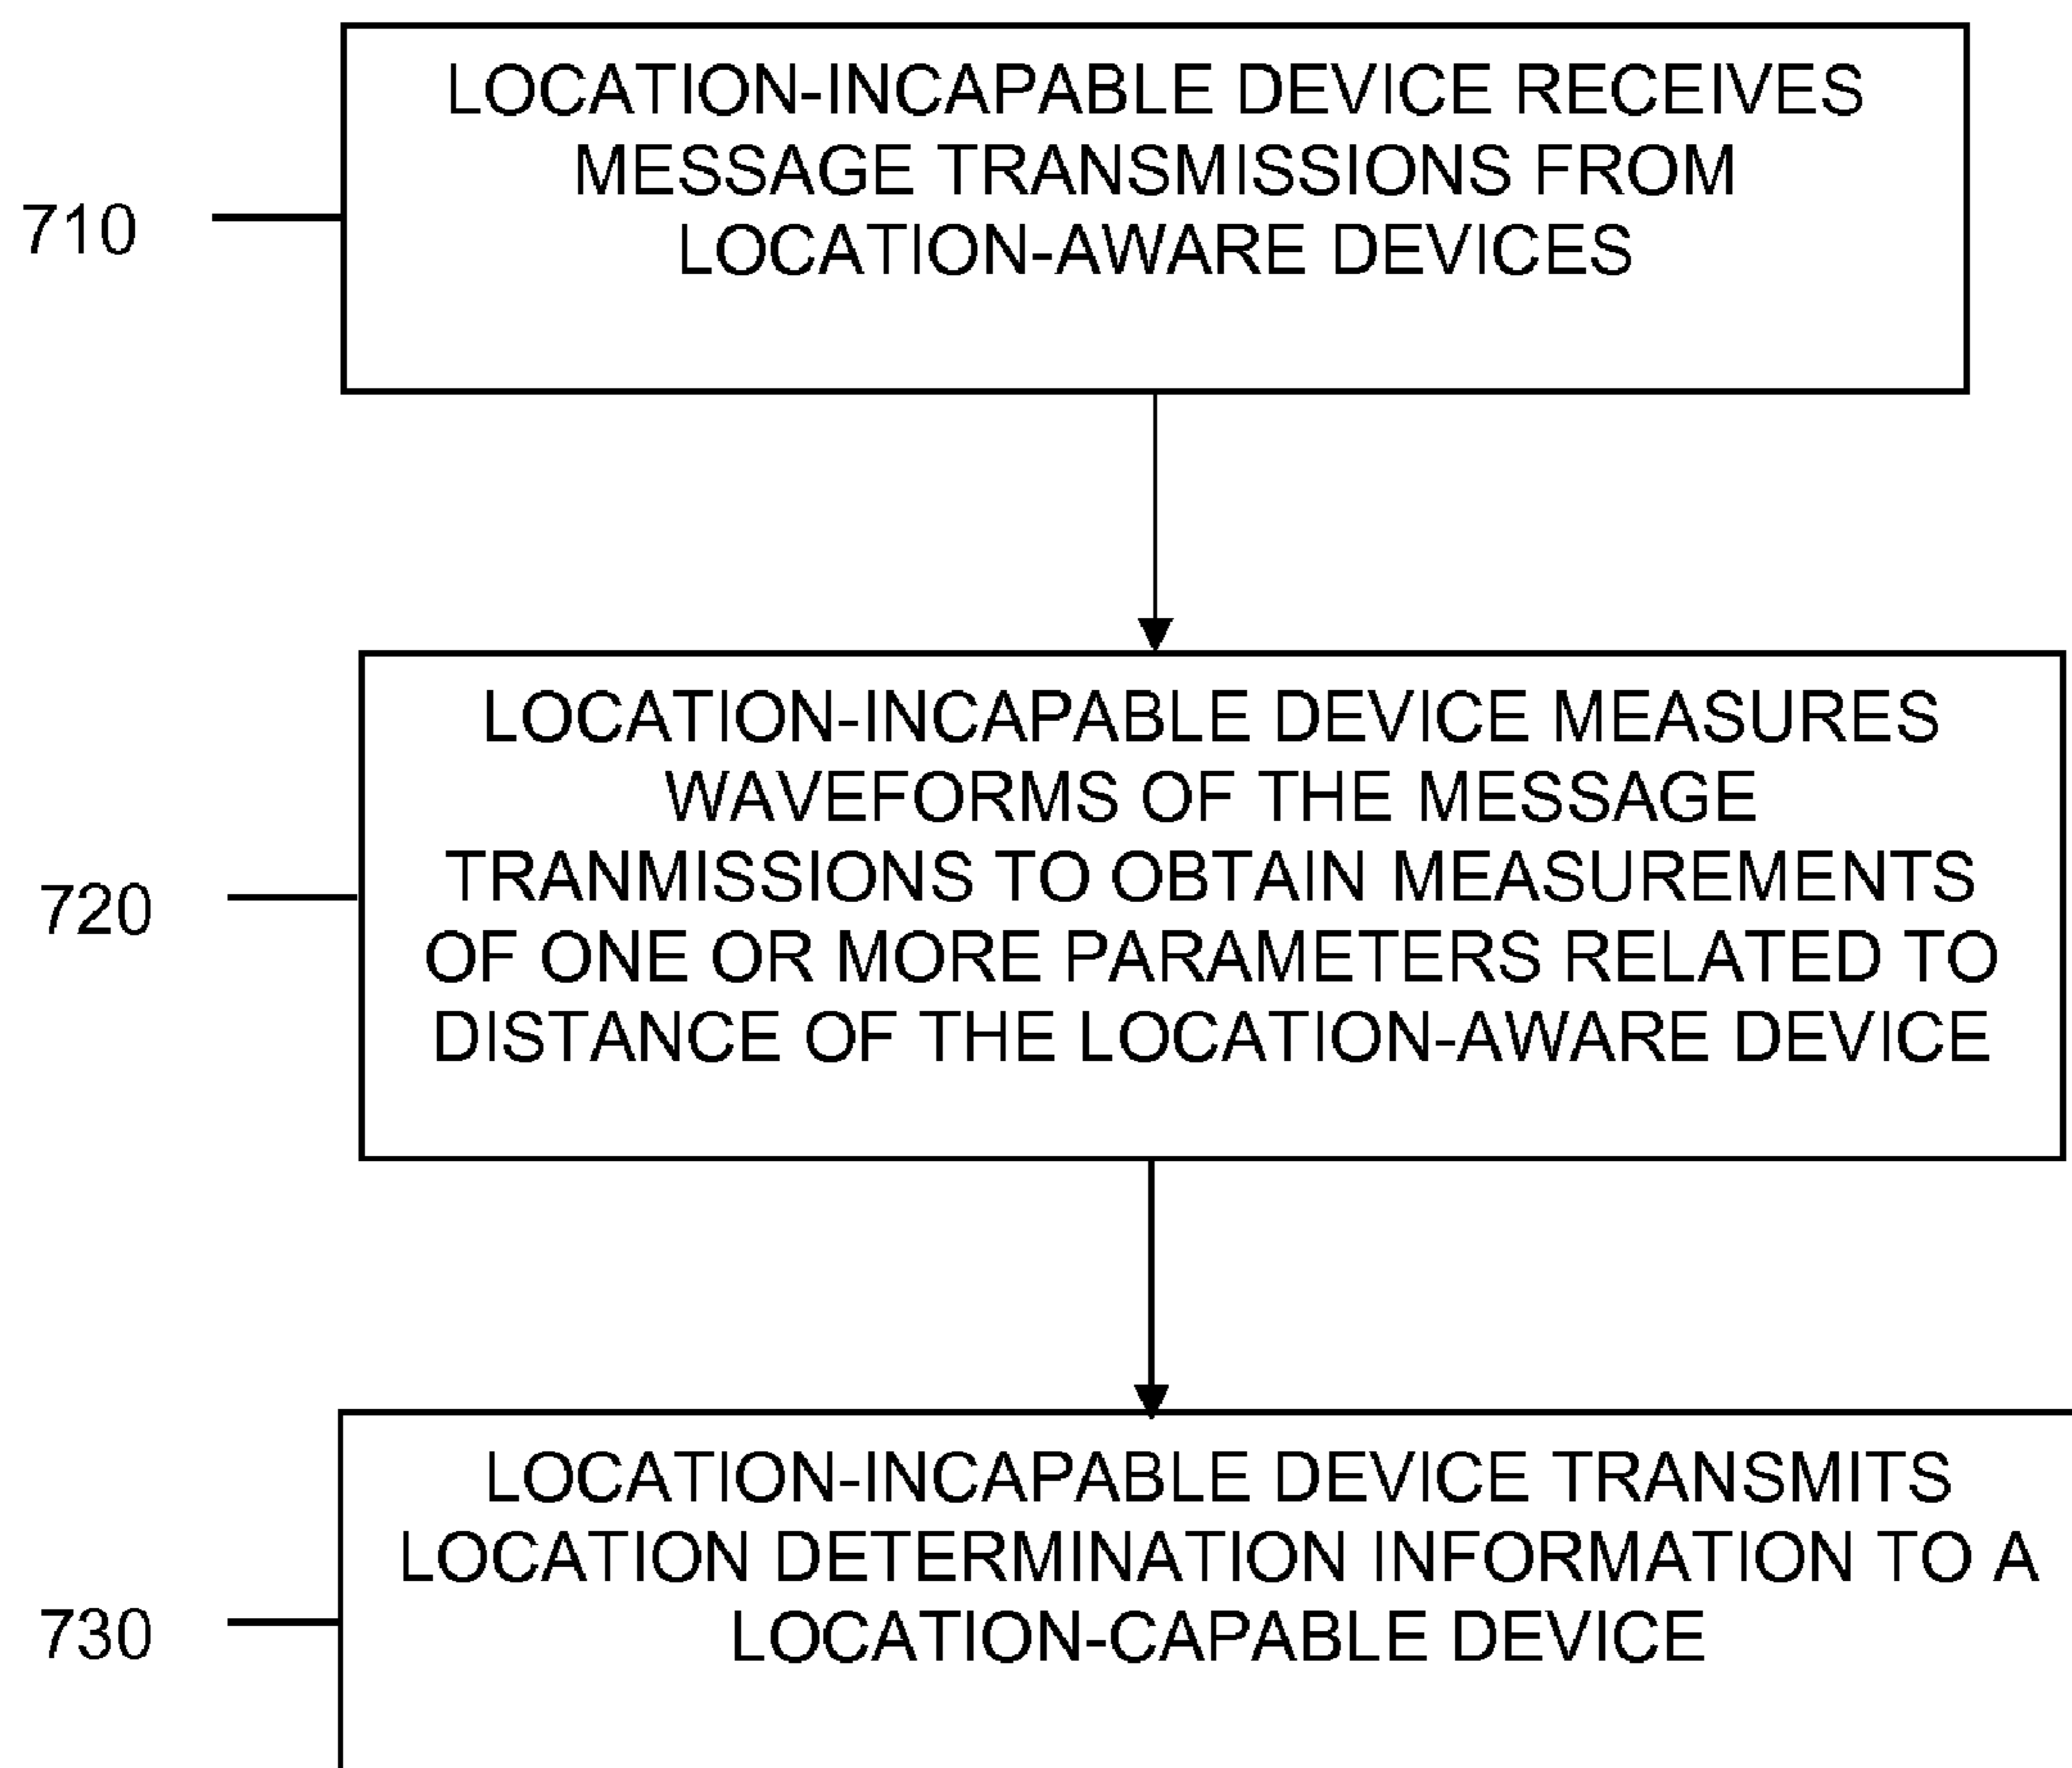 LOCATION-INCAPABLE DEVICE RECEIVES
MESSAGE TRANSMISSIONS FROM
LOCATION-AWARE DEVICES
710
LOCATION-INCAPABLE DEVICE MEASURES
WAVEFORMS OF THE MESSAGE
TRANMISSIONS TO OBTAIN MEASUREMENTS
OF ONE OR MORE PARAMETERS RELATED TO
DISTANCE OF THE LOCATION-AWARE DEVICE
720
LOCATION-INCAPABLE DEVICE TRANSMITS
LOCATION DETERMINATION INFORMATION TO A
LOCATION-CAPABLE DEVICE
730